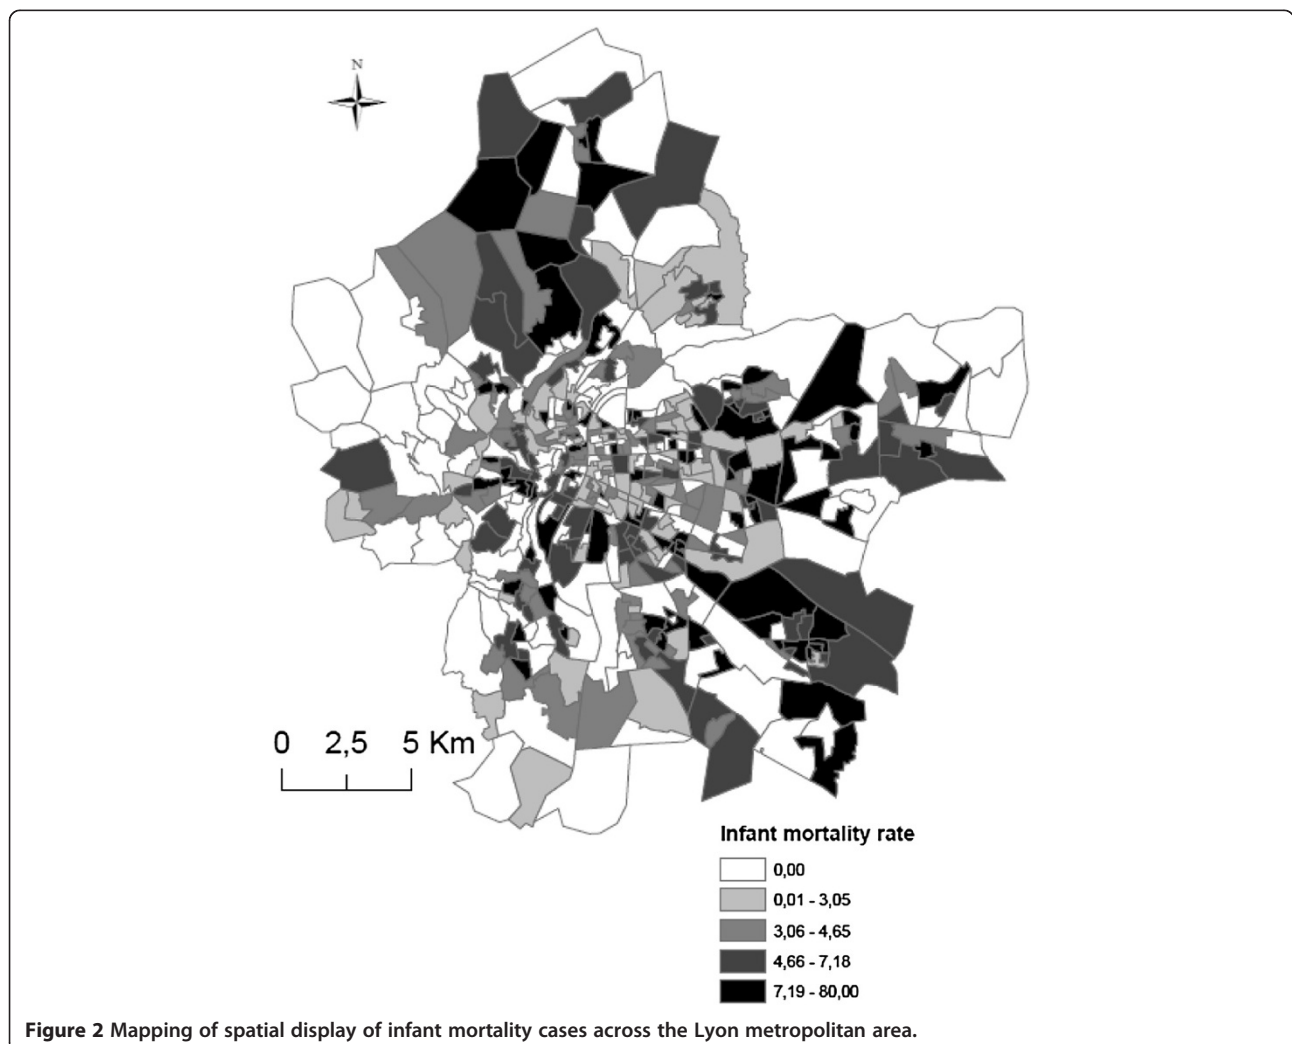 N
0 2,5 5 Km
Infant mortality rate
0,00
0,01 - 3,05
3,06 - 4,65
4,66 - 7,18
7,19 - 80,00
Figure 2 Mapping of spatial display of infant mortality cases across the Lyon metropolitan area.